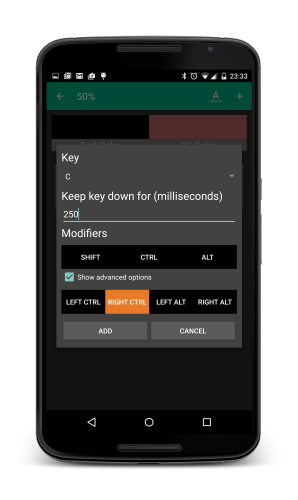 23:33
50%
A
Key
C
Keep key down for (milliseconds)
250
Modifiers
SHIFT CTRL ALT
Show advanced options
LEFT CTRL RIGHT CTRL LEFT ALT RIGHT ALT
ADD CANCEL